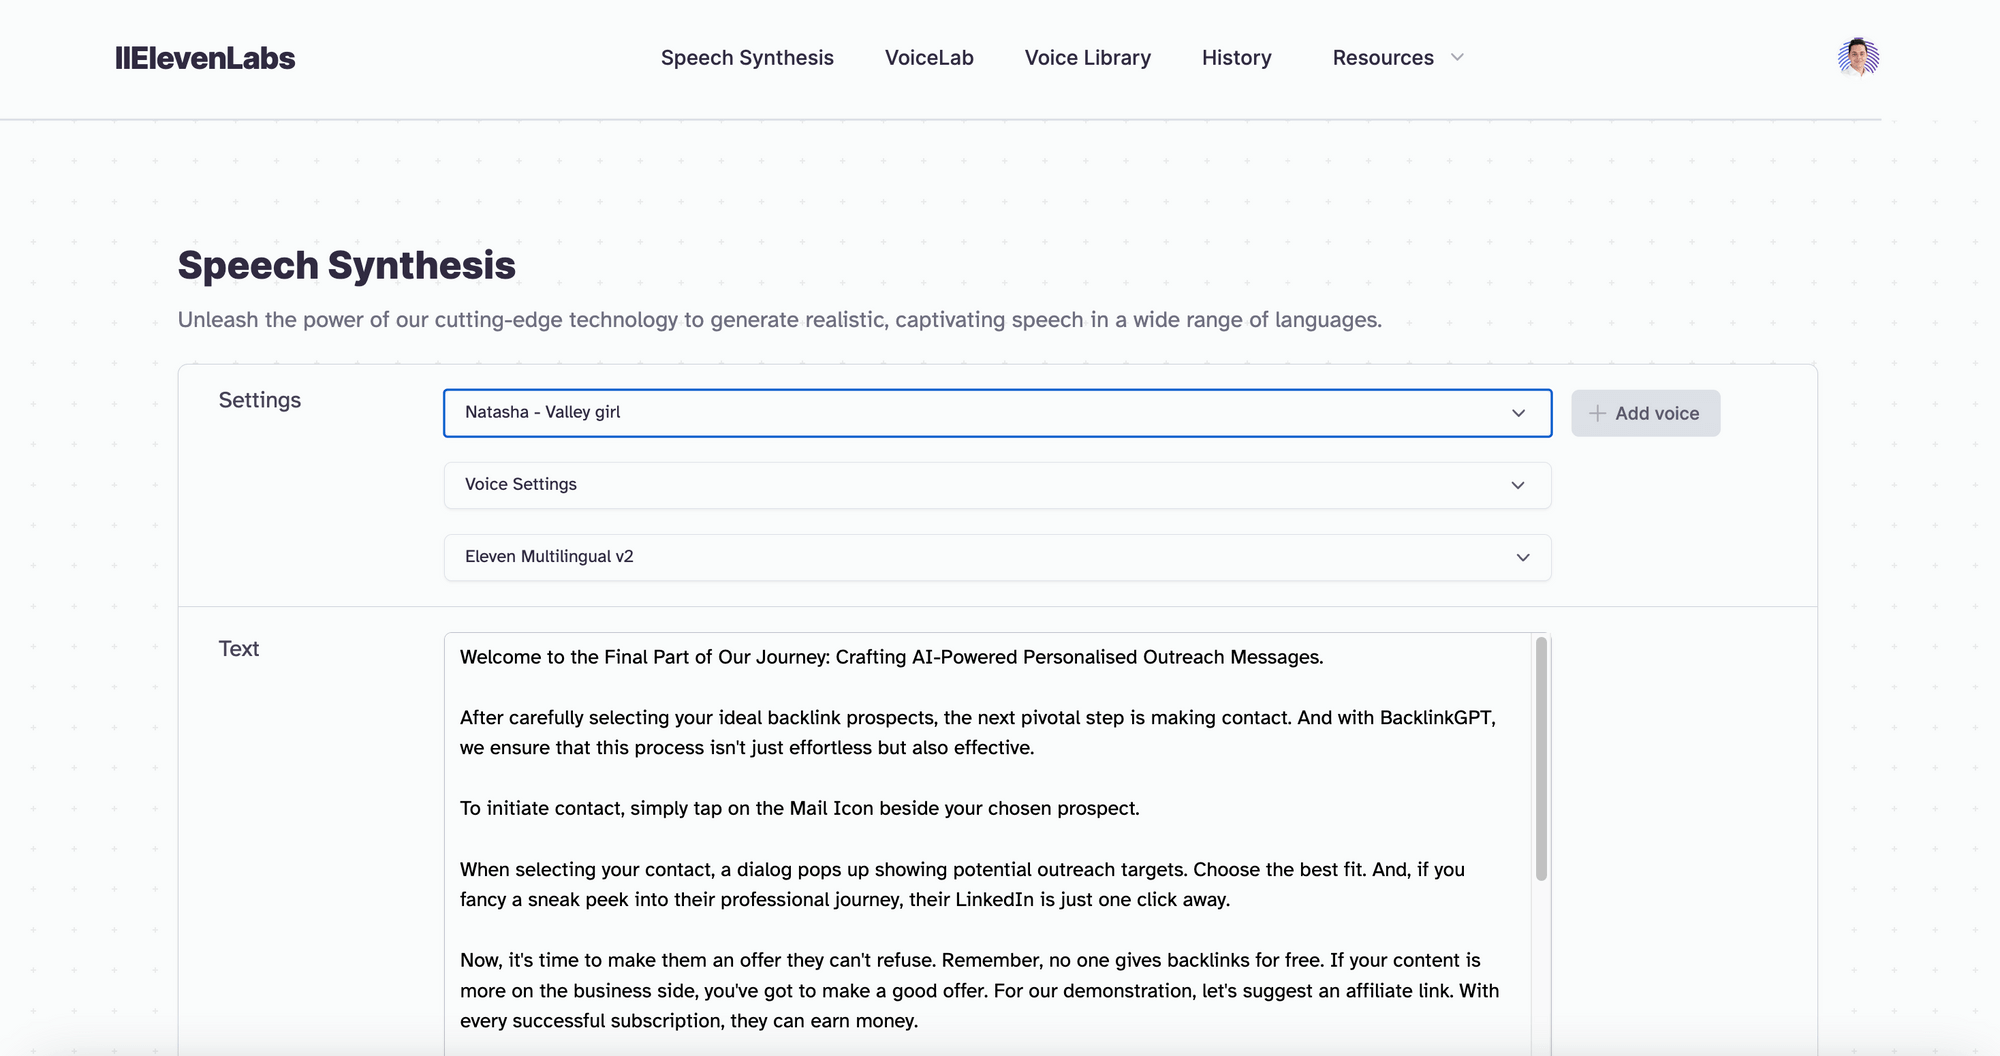 IIElevenLabs
Speech Synthesis
VoiceLab
Voice Library
History
Resources
Speech Synthesis
Unleash the power of our cutting-edge technology to generate realistic, captivating speech in a wide range of languages.
Settings
Natasha - Valley girl
Add voice
Voice Settings
Eleven Multilingual v2
Text
Welcome to the Final Part of Our Journey: Crafting AI-Powered Personalised Outreach Messages.
After carefully selecting your ideal backlink prospects, the next pivotal step is making contact. And with BacklinkGPT,
we ensure that this process isn't just effortless but also effective.
To initiate contact, simply tap on the Mail Icon beside your chosen prospect.
When selecting your contact, a dialog pops up showing potential outreach targets. Choose the best fit. And, if you
fancy a sneak peek into their professional journey, their LinkedIn is just one click away.
Now, it's time to make them an offer they can't refuse. Remember, no one gives backlinks for free. If your content is
more on the business side, you've got to make a good offer. For our demonstration, let's suggest an affiliate link. With
every successful subscription, they can earn money.